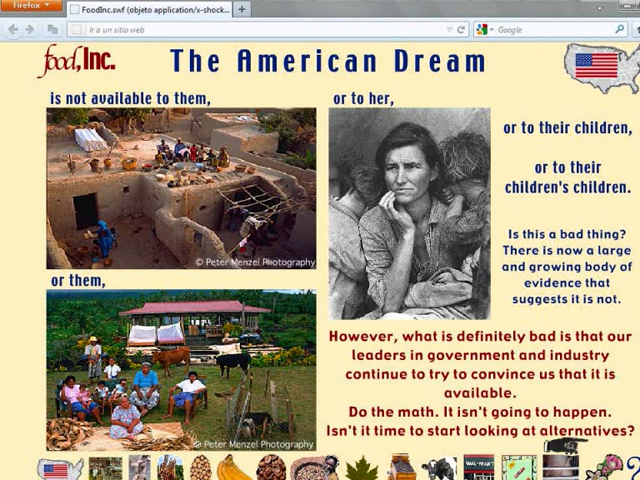 Firefox
FoodInc.swf (objeto application/x-shock...
Ir a un sitio web
Google
food, Inc.
The American Dream
is not available to them,
or to her,
or to their children,
or to their
children's children.
© Peter Menzel Photography
Is this a bad thing?
There is now a large
and growing body of
evidence that
suggests it is not.
or them,
© Peter Menzel Photography
However, what is definitely bad is that our
leaders in government and industry
continue to try to convince us that it is
available.
Do the math. It isn't going to happen.
Isn't it time to start looking at alternatives?
WAL-MART